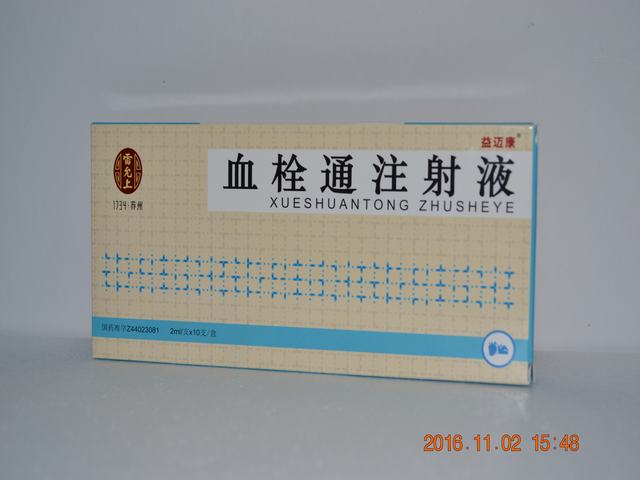 益迈康®
雷允上
1734·苏州
血栓通注射液
XUESHUANTONG ZHUSHEYE
国药准字Z44023081 2ml/支x10支/盒
2016.11.02 15:48